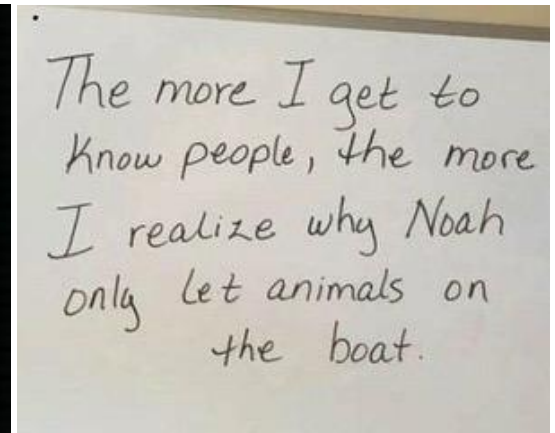 The more I get to
know people, the more
I realize why Noah
only let animals on
the boat.